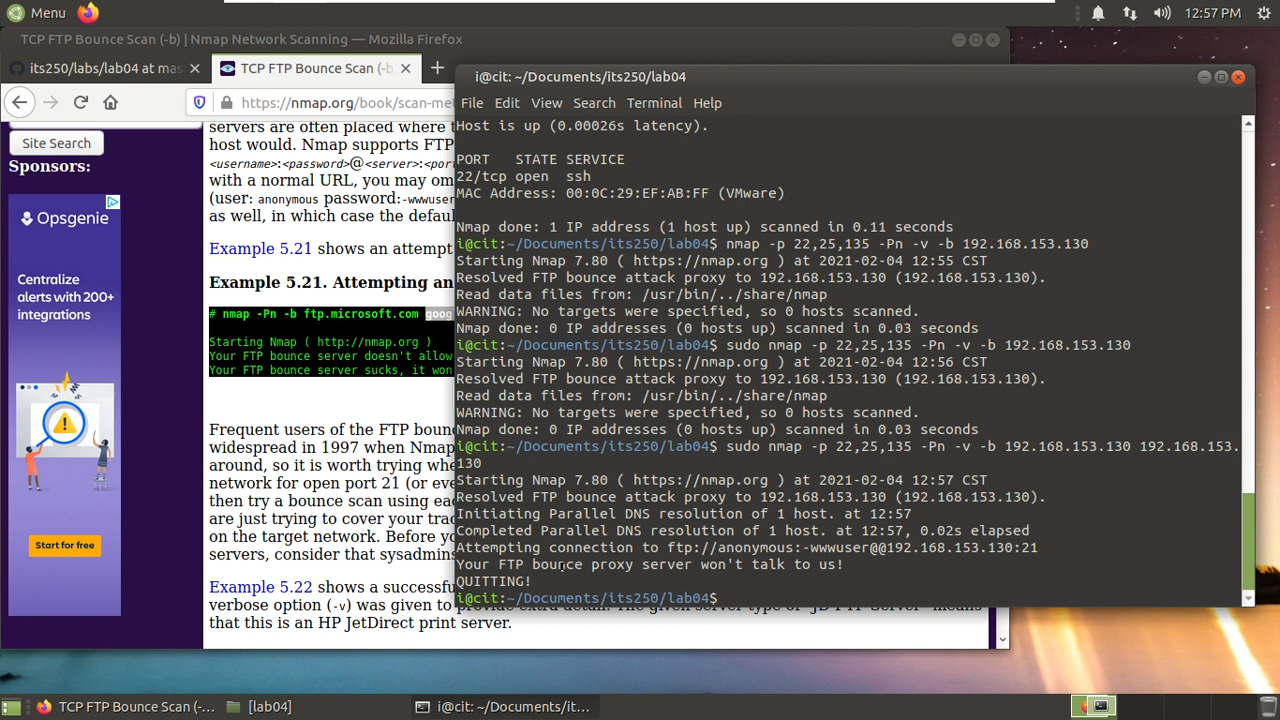 Menu
12:57 PM
TCP FTP Bounce Scan (-b) | Nmap Network Scanning — Mozilla Firefox
its250/labs/lab04 at mas
TCP FTP Bounce Scan (-b
https://nmap.org/book/scan-me
Site Search
Sponsors:
Opsgenie
Centralize
alerts with 200+
integrations
Start for free
servers are often placed where t
host would. Nmap supports FTP
<username>:<password>@<server>:<port
with a normal URL, you may om
(user: anonymous password:-wwwuser
as well, in which case the defaul
Example 5.21 shows an attempt
Example 5.21. Attempting an
# nmap -Pn -b ftp.microsoft.com goog
Starting Nmap ( http://nmap.org )
Your FTP bounce server doesn't allow
Your FTP bounce server sucks, it won
Frequent users of the FTP boun
widespread in 1997 when Nmap
around, so it is worth trying whe
network for open port 21 (or eve
then try a bounce scan using eac
are just trying to cover your trac
on the target network. Before yo
servers, consider that sysadmins
Example 5.22 shows a successfu
verbose option (-v) was given to provide extra detail. The given server type of "JD FTP Server" means
that this is an HP JetDirect print server.
i@cit: ~/Documents/its250/lab04
File Edit View Search Terminal Help
Host is up (0.00026s latency).
PORT STATE SERVICE
22/tcp open ssh
MAC Address: 00:0C:29:EF:AB:FF (VMware)
Nmap done: 1 IP address (1 host up) scanned in 0.11 seconds
i@cit:~/Documents/its250/lab04$ nmap -p 22,25,135 -Pn -v -b 192.168.153.130
Starting Nmap 7.80 ( https://nmap.org ) at 2021-02-04 12:55 CST
Resolved FTP bounce attack proxy to 192.168.153.130 (192.168.153.130).
Read data files from: /usr/bin/../share/nmap
WARNING: No targets were specified, so 0 hosts scanned.
Nmap done: 0 IP addresses (0 hosts up) scanned in 0.03 seconds
i@cit:~/Documents/its250/lab04$ sudo nmap -p 22,25,135 -Pn -v -b 192.168.153.130
Starting Nmap 7.80 ( https://nmap.org ) at 2021-02-04 12:56 CST
Resolved FTP bounce attack proxy to 192.168.153.130 (192.168.153.130).
Read data files from: /usr/bin/../share/nmap
WARNING: No targets were specified, so 0 hosts scanned.
Nmap done: 0 IP addresses (0 hosts up) scanned in 0.03 seconds
i@cit:~/Documents/its250/lab04$ sudo nmap -p 22,25,135 -Pn -v -b 192.168.153.130 192.168.153.
130
Starting Nmap 7.80 ( https://nmap.org ) at 2021-02-04 12:57 CST
Resolved FTP bounce attack proxy to 192.168.153.130 (192.168.153.130).
Initiating Parallel DNS resolution of 1 host. at 12:57
Completed Parallel DNS resolution of 1 host. at 12:57, 0.02s elapsed
Attempting connection to ftp://anonymous:-wwwuser@@192.168.153.130:21
Your FTP bounce proxy server won't talk to us!
QUITTING!
i@cit:~/Documents/its250/lab04$
TCP FTP Bounce Scan (-...
[lab04]
i@cit: ~/Documents/it...